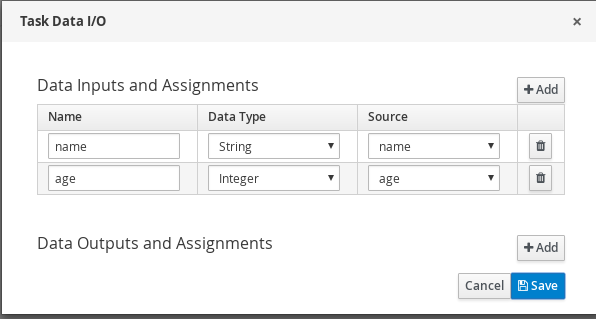 Task Data I/O ×
Data Inputs and Assignments + Add
Name Data Type Source
name String name
age Integer age
Data Outputs and Assignments + Add
Cancel Save